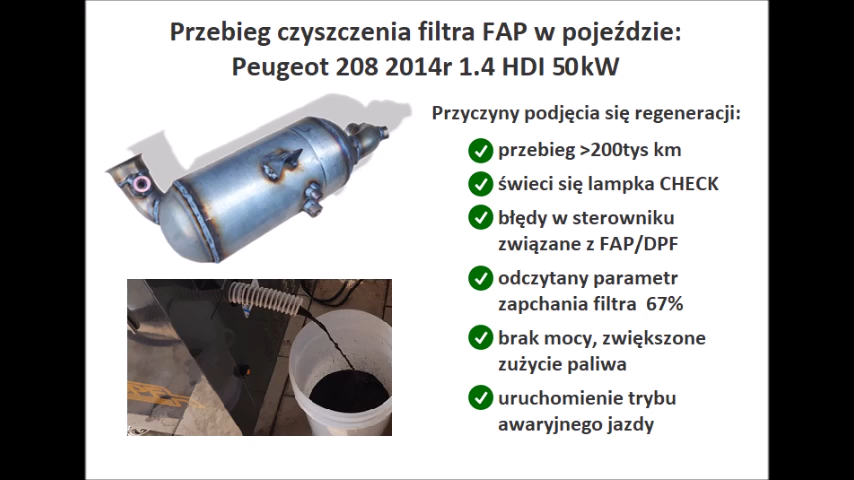 Przebieg czyszczenia filtra FAP w pojeździe:
Peugeot 208 2014r 1.4 HDI 50kW
Przyczyny podjęcia się regeneracji:
przebieg >200tys km
świeci się lampka CHECK
błędy w sterowniku
związane z FAP/DPF
odczytany parametr
zapchania filtra 67%
brak mocy, zwiększone
zużycie paliwa
uruchomienie trybu
awaryjnego jazdy